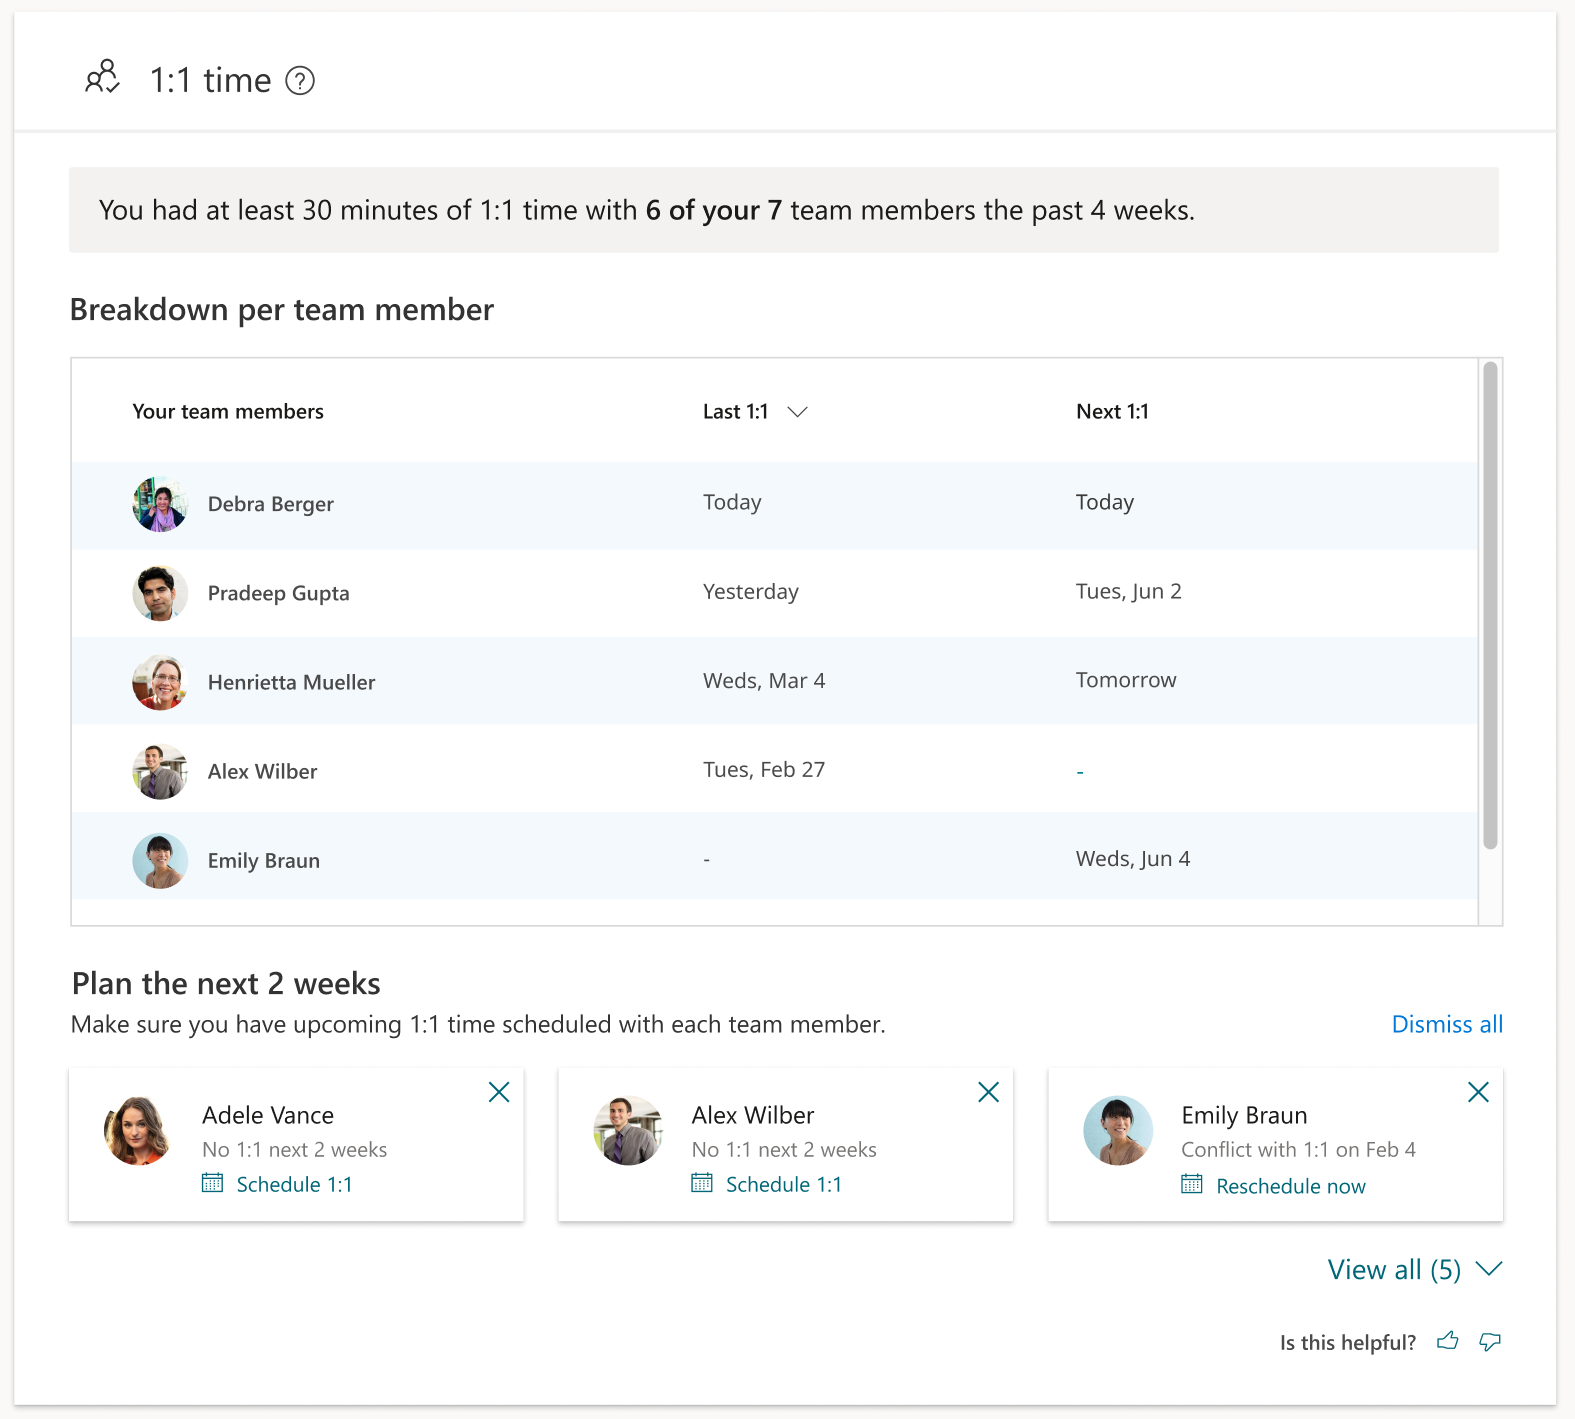 1:1 time
You had at least 30 minutes of 1:1 time with 6 of your 7 team members the past 4 weeks.
Breakdown per team member
Your team members Last 1:1 Next 1:1
Debra Berger Today Today
Pradeep Gupta Yesterday Tues, Jun 2
Henrietta Mueller Weds, Mar 4 Tomorrow
Alex Wilber Tues, Feb 27 -
Emily Braun - Weds, Jun 4
Plan the next 2 weeks
Make sure you have upcoming 1:1 time scheduled with each team member. Dismiss all
Adele Vance
No 1:1 next 2 weeks
Schedule 1:1
Alex Wilber
No 1:1 next 2 weeks
Schedule 1:1
Emily Braun
Conflict with 1:1 on Feb 4
Reschedule now
View all (5)
Is this helpful?